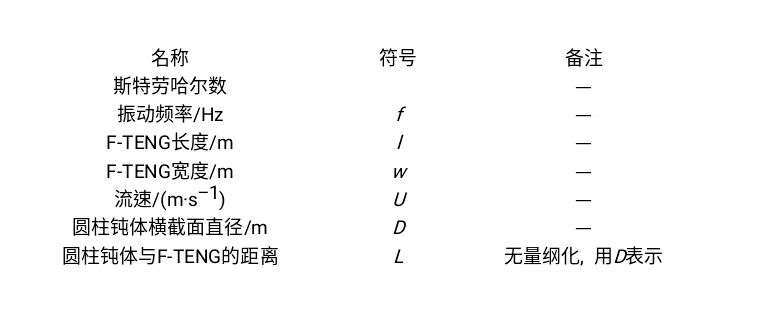 名称 符号 备注
斯特劳哈尔数 —
振动频率/Hz f —
F-TENG长度/m l —
F-TENG宽度/m w —
流速/(m·s⁻¹) U —
圆柱钝体横截面直径/m D —
圆柱钝体与F-TENG的距离 L 无量纲化, 用D表示